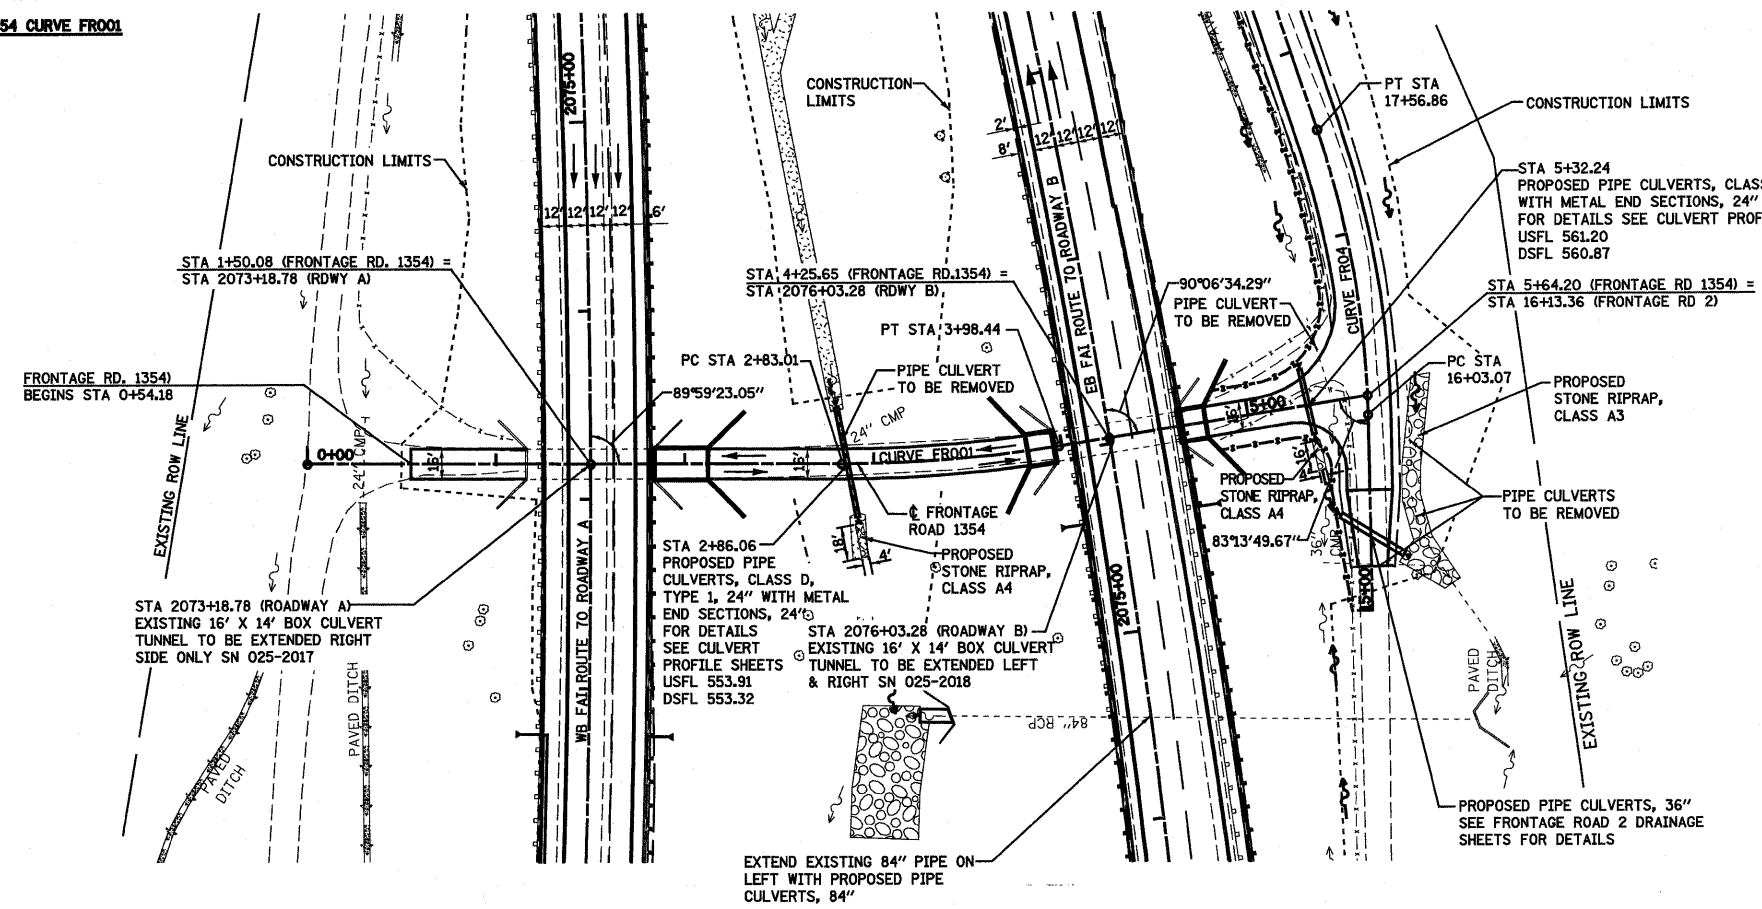 54 CURVE FR001
CONSTRUCTION LIMITS
2075+00
12' 12' 12' 12' 6'
CONSTRUCTION
LIMITS
2'
8'
12' 12' 12' 12'
PT STA
17+56.86
CONSTRUCTION LIMITS
STA 5+32.24
PROPOSED PIPE CULVERTS, CLAS
WITH METAL END SECTIONS, 24"
FOR DETAILS SEE CULVERT PROF
USFL 561.20
DSFL 560.87
STA 1+50.08 (FRONTAGE RD. 1354) =
STA 2073+18.78 (RDWY A)
STA 4+25.65 (FRONTAGE RD.1354) =
STA 2076+03.28 (RDWY B)
EB FAI ROUTE 70 ROADWAY B
90°06'34.29"
PIPE CULVERT
TO BE REMOVED
CURVE FR04
STA 5+64.20 (FRONTAGE RD 1354) =
STA 16+13.36 (FRONTAGE RD 2)
PT STA 3+98.44
PC STA 2+83.01
PIPE CULVERT
TO BE REMOVED
24" CMP
89°59'23.05"
FRONTAGE RD. 1354)
BEGINS STA 0+54.18
PC STA
16+03.07
PROPOSED
STONE RIPRAP,
CLASS A3
EXISTING ROW LINE
0+00
24" CMP
16'
16'
CURVE FR001
16'
15+00
16'
℄ FRONTAGE
ROAD 1354
PROPOSED
STONE RIPRAP,
CLASS A4
PIPE CULVERTS
TO BE REMOVED
83°13'49.67"
36"
CMP
18'
4'
PROPOSED
STONE RIPRAP,
CLASS A4
STA 2+86.06
PROPOSED PIPE
CULVERTS, CLASS D,
TYPE 1, 24" WITH METAL
END SECTIONS, 24"
FOR DETAILS
SEE CULVERT
PROFILE SHEETS
USFL 553.91
DSFL 553.32
STA 2073+18.78 (ROADWAY A)
EXISTING 16' X 14' BOX CULVERT
TUNNEL TO BE EXTENDED RIGHT
SIDE ONLY SN 025-2017
WB FAI ROUTE 70 ROADWAY A
STA 2076+03.28 (ROADWAY B)
EXISTING 16' X 14' BOX CULVERT
TUNNEL TO BE EXTENDED LEFT
& RIGHT SN 025-2018
2075+00
15+00
EXISTING ROW LINE
PAVED
DITCH
PAVED DITCH
PAVED
DITCH
84" RCP
PROPOSED PIPE CULVERTS, 36"
SEE FRONTAGE ROAD 2 DRAINAGE
SHEETS FOR DETAILS
EXTEND EXISTING 84" PIPE ON
LEFT WITH PROPOSED PIPE
CULVERTS, 84"